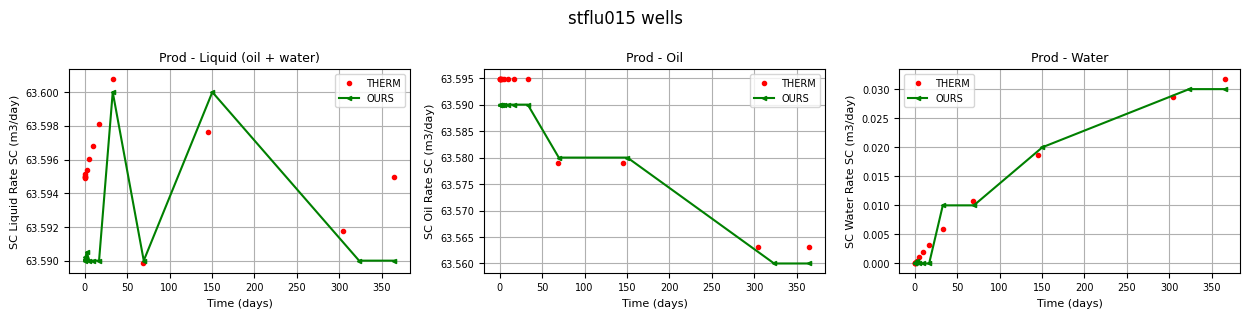 stflu015 wells
Prod - Liquid (oil + water)
SC Liquid Rate SC (m3/day)
63.600
63.598
63.596
63.594
63.592
63.590
THERM
OURS
0 50 100 150 200 250 300 350
Time (days)
Prod - Oil
SC Oil Rate SC (m3/day)
63.595
63.590
63.585
63.580
63.575
63.570
63.565
63.560
THERM
OURS
0 50 100 150 200 250 300 350
Time (days)
Prod - Water
SC Water Rate SC (m3/day)
0.030
0.025
0.020
0.015
0.010
0.005
0.000
THERM
OURS
0 50 100 150 200 250 300 350
Time (days)